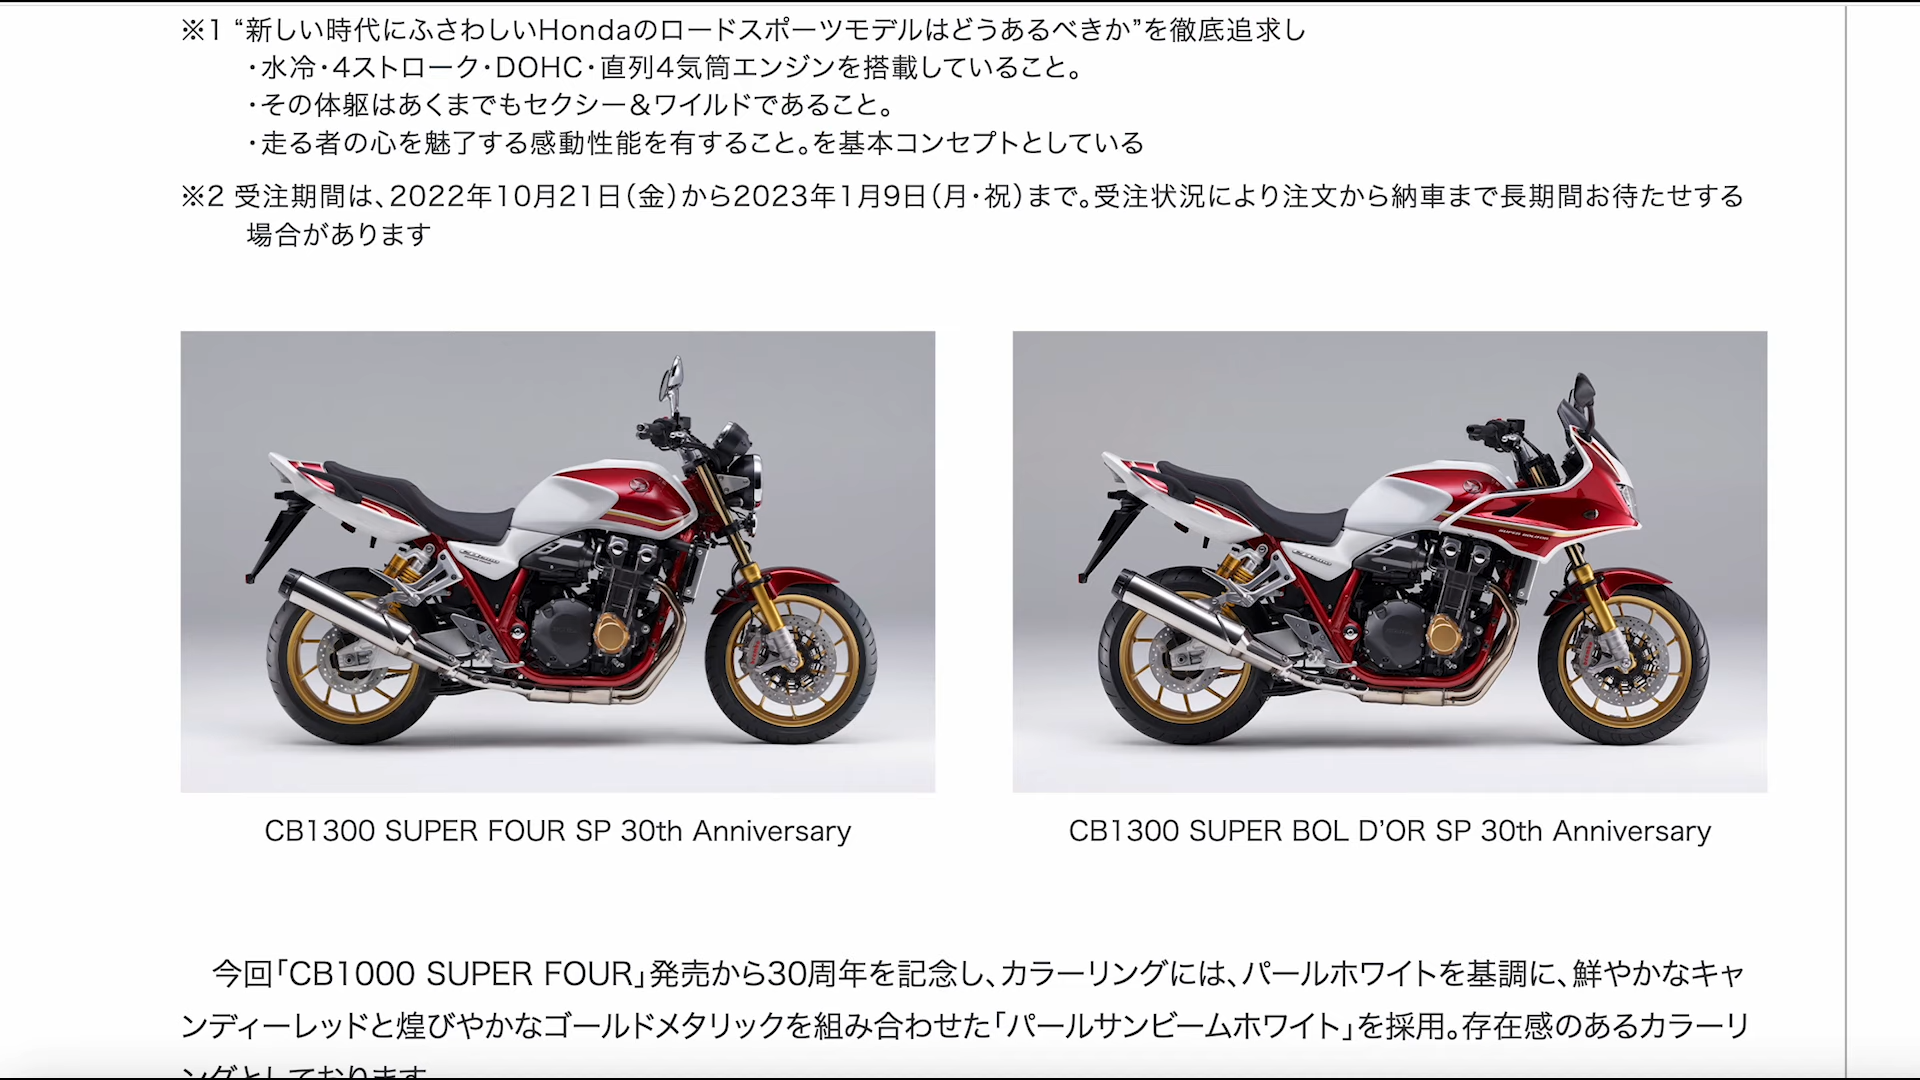 ※1 “新しい時代にふさわしいHondaのロードスポーツモデルはどうあるべきか”を徹底追求し
・水冷・4ストローク・DOHC・直列4気筒エンジンを搭載していること。
・その体躯はあくまでもセクシー＆ワイルドであること。
・走る者の心を魅了する感動性能を有すること。を基本コンセプトとしている
※2 受注期間は、2022年10月21日（金）から2023年1月9日（月・祝）まで。受注状況により注文から納車まで長期間お待たせする
場合があります
SUPER BOL D'OR
CB1300 SUPER FOUR SP 30th Anniversary
CB1300 SUPER BOL D’OR SP 30th Anniversary
今回「CB1000 SUPER FOUR」発売から30周年を記念し、カラーリングには、パールホワイトを基調に、鮮やかなキャ
ンディーレッドと煌びやかなゴールドメタリックを組み合わせた「パールサンビームホワイト」を採用。存在感のあるカラーリ
ングとしております